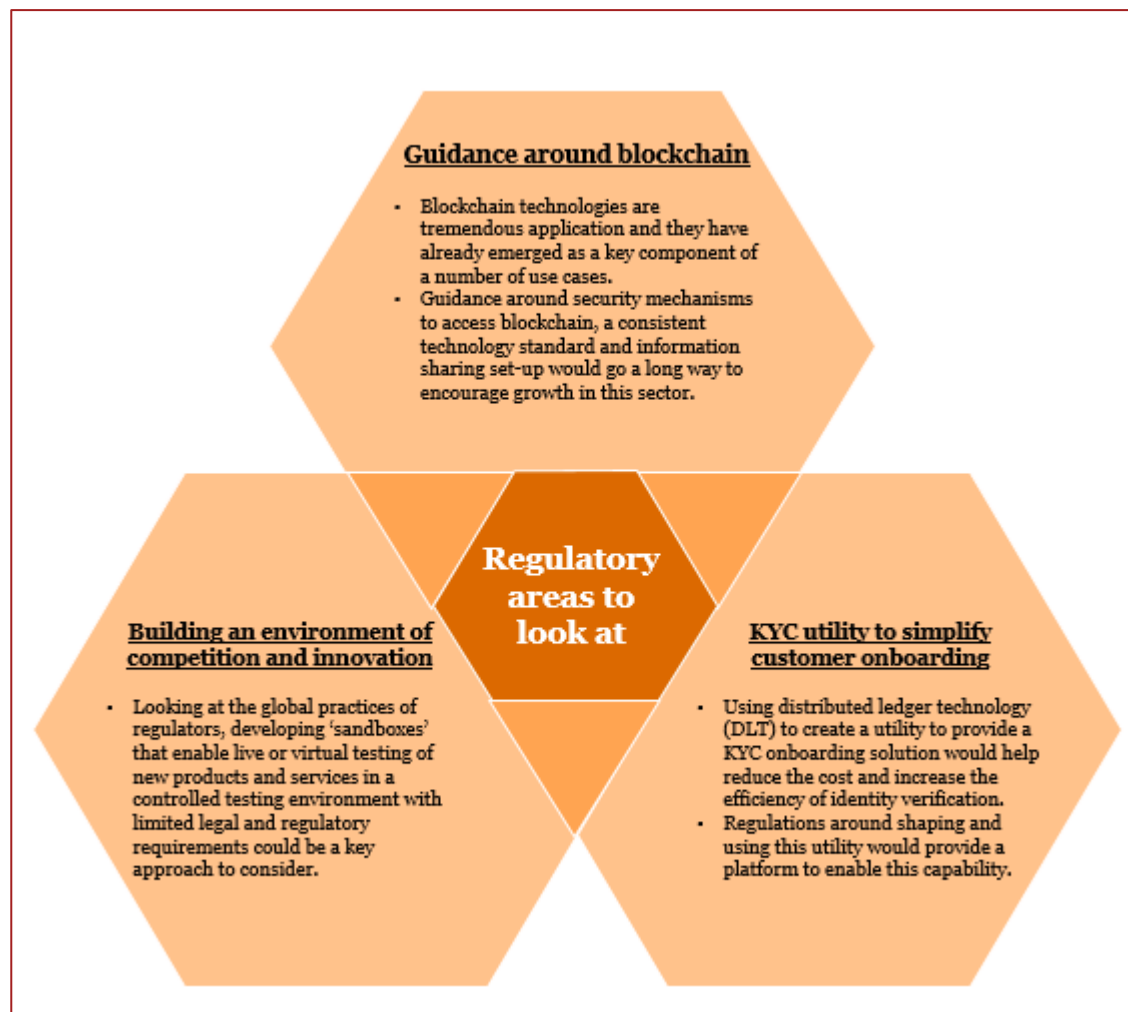 Guidance around blockchain
▪ Blockchain technologies are
tremendous application and they have
already emerged as a key component of
a number of use cases.
▪ Guidance around security mechanisms
to access blockchain, a consistent
technology standard and information
sharing set-up would go a long way to
encourage growth in this sector.
Regulatory
areas to
look at
Building an environment of
competition and innovation
▪ Looking at the global practices of
regulators, developing ‘sandboxes’
that enable live or virtual testing of
new products and services in a
controlled testing environment with
limited legal and regulatory
requirements could be a key
approach to consider.
KYC utility to simplify
customer onboarding
▪ Using distributed ledger technology
(DLT) to create a utility to provide a
KYC onboarding solution would help
reduce the cost and increase the
efficiency of identity verification.
▪ Regulations around shaping and
using this utility would provide a
platform to enable this capability.